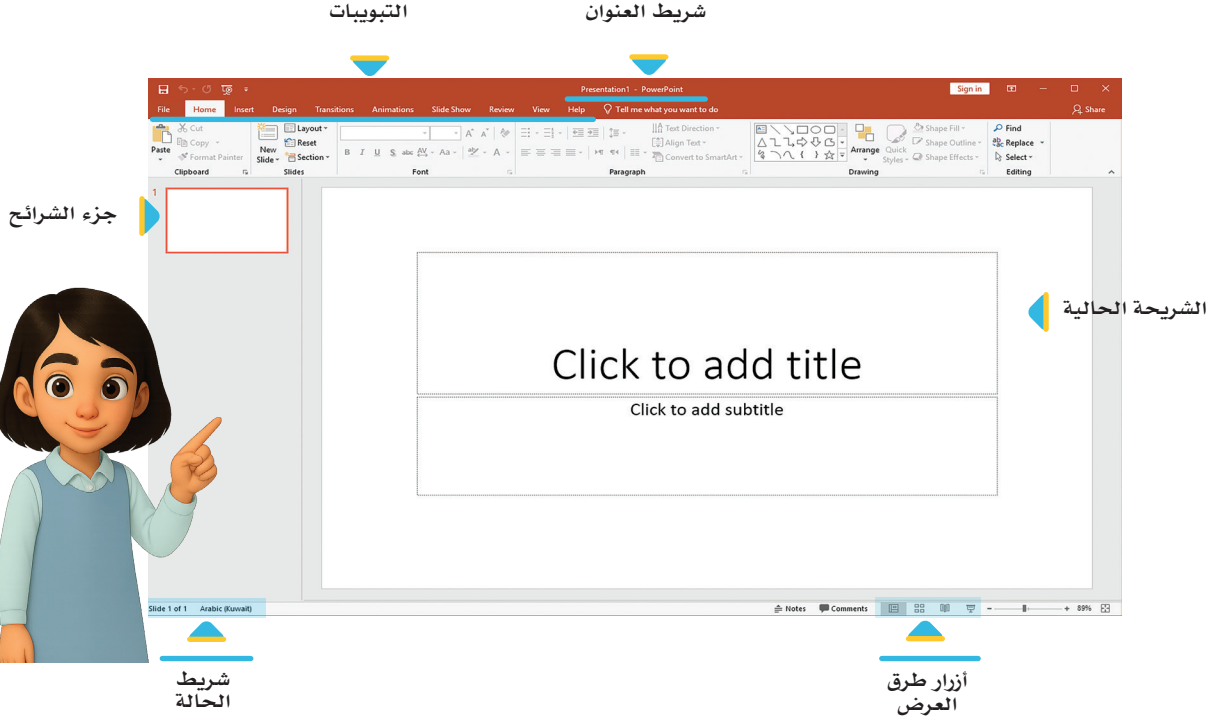 التبويبات
شريط العنوان
Presentation1 - PowerPoint
Sign in
File Home Insert Design Transitions Animations Slide Show Review View Help Tell me what you want to do
Share
Paste
Cut
Copy
Format Painter
Clipboard
New Slide
Layout
Reset
Section
Slides
B I U S abc AV Aa A
A A
Font
Text Direction
Align Text
Convert to SmartArt
Paragraph
Arrange
Quick Styles
Shape Fill
Shape Outline
Shape Effects
Drawing
Find
Replace
Select
Editing
1
جزء الشرائح
الشريحة الحالية
Click to add title
Click to add subtitle
Slide 1 of 1 Arabic (Kuwait)
Notes Comments
- + 89%
شريط
الحالة
أزرار طرق
العرض